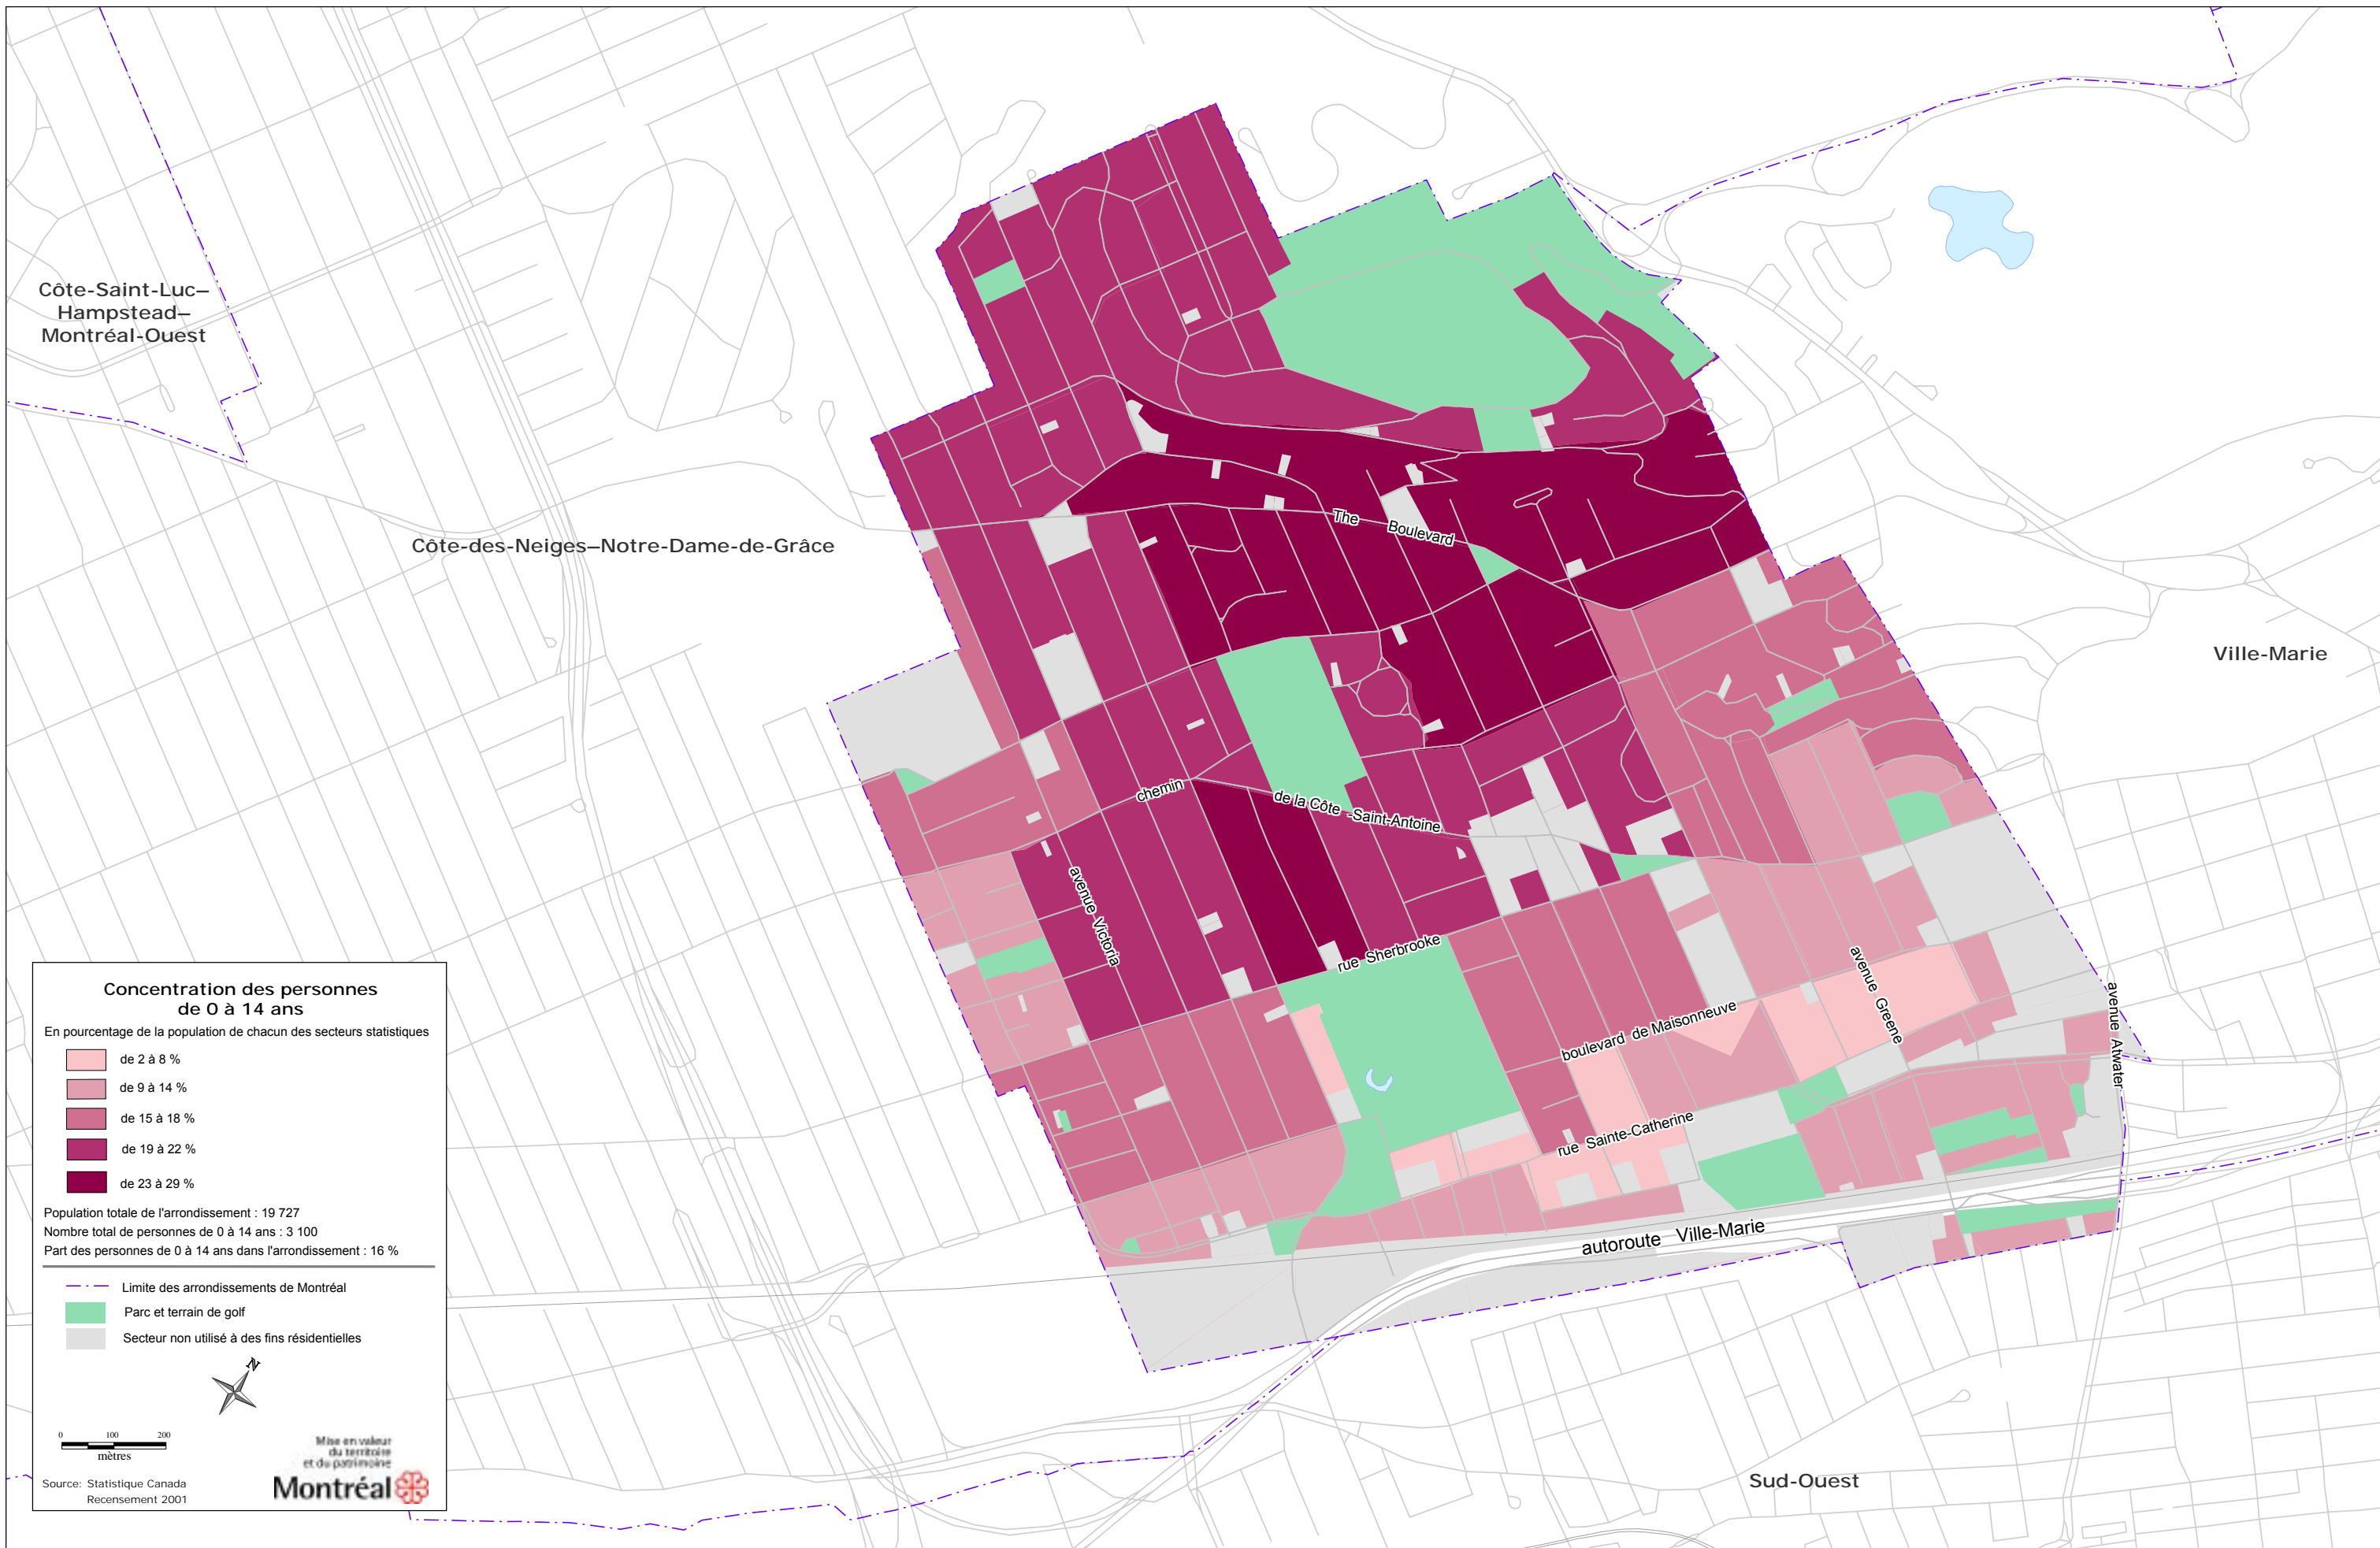 Côte-Saint-Luc–
Hampstead–
Montréal-Ouest
Côte-des-Neiges–Notre-Dame-de-Grâce
Ville-Marie
Sud-Ouest
The Boulevard
chemin de la Côte-Saint-Antoine
avenue Victoria
rue Sherbrooke
boulevard de Maisonneuve
avenue Greene
avenue Atwater
rue Sainte-Catherine
autoroute Ville-Marie
Concentration des personnes
de 0 à 14 ans
En pourcentage de la population de chacun des secteurs statistiques
de 2 à 8 %
de 9 à 14 %
de 15 à 18 %
de 19 à 22 %
de 23 à 29 %
Population totale de l'arrondissement : 19 727
Nombre total de personnes de 0 à 14 ans : 3 100
Part des personnes de 0 à 14 ans dans l'arrondissement : 16 %
Limite des arrondissements de Montréal
Parc et terrain de golf
Secteur non utilisé à des fins résidentielles
N
0 100 200
mètres
Mise en valeur
du territoire
et du patrimoine
Montréal
Source: Statistique Canada
Recensement 2001